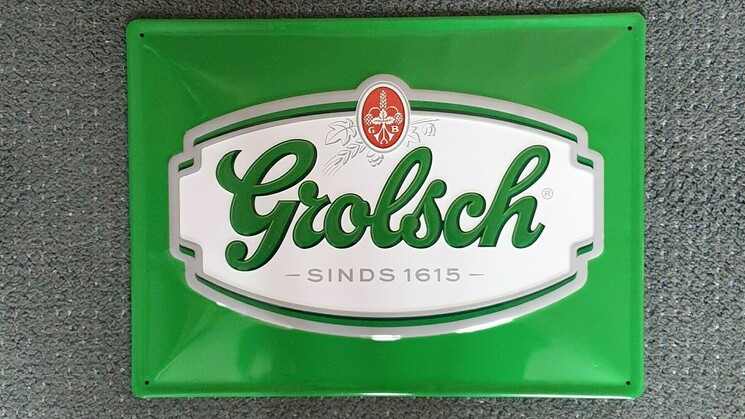 G B
Grolsch ®
– SINDS 1615 –